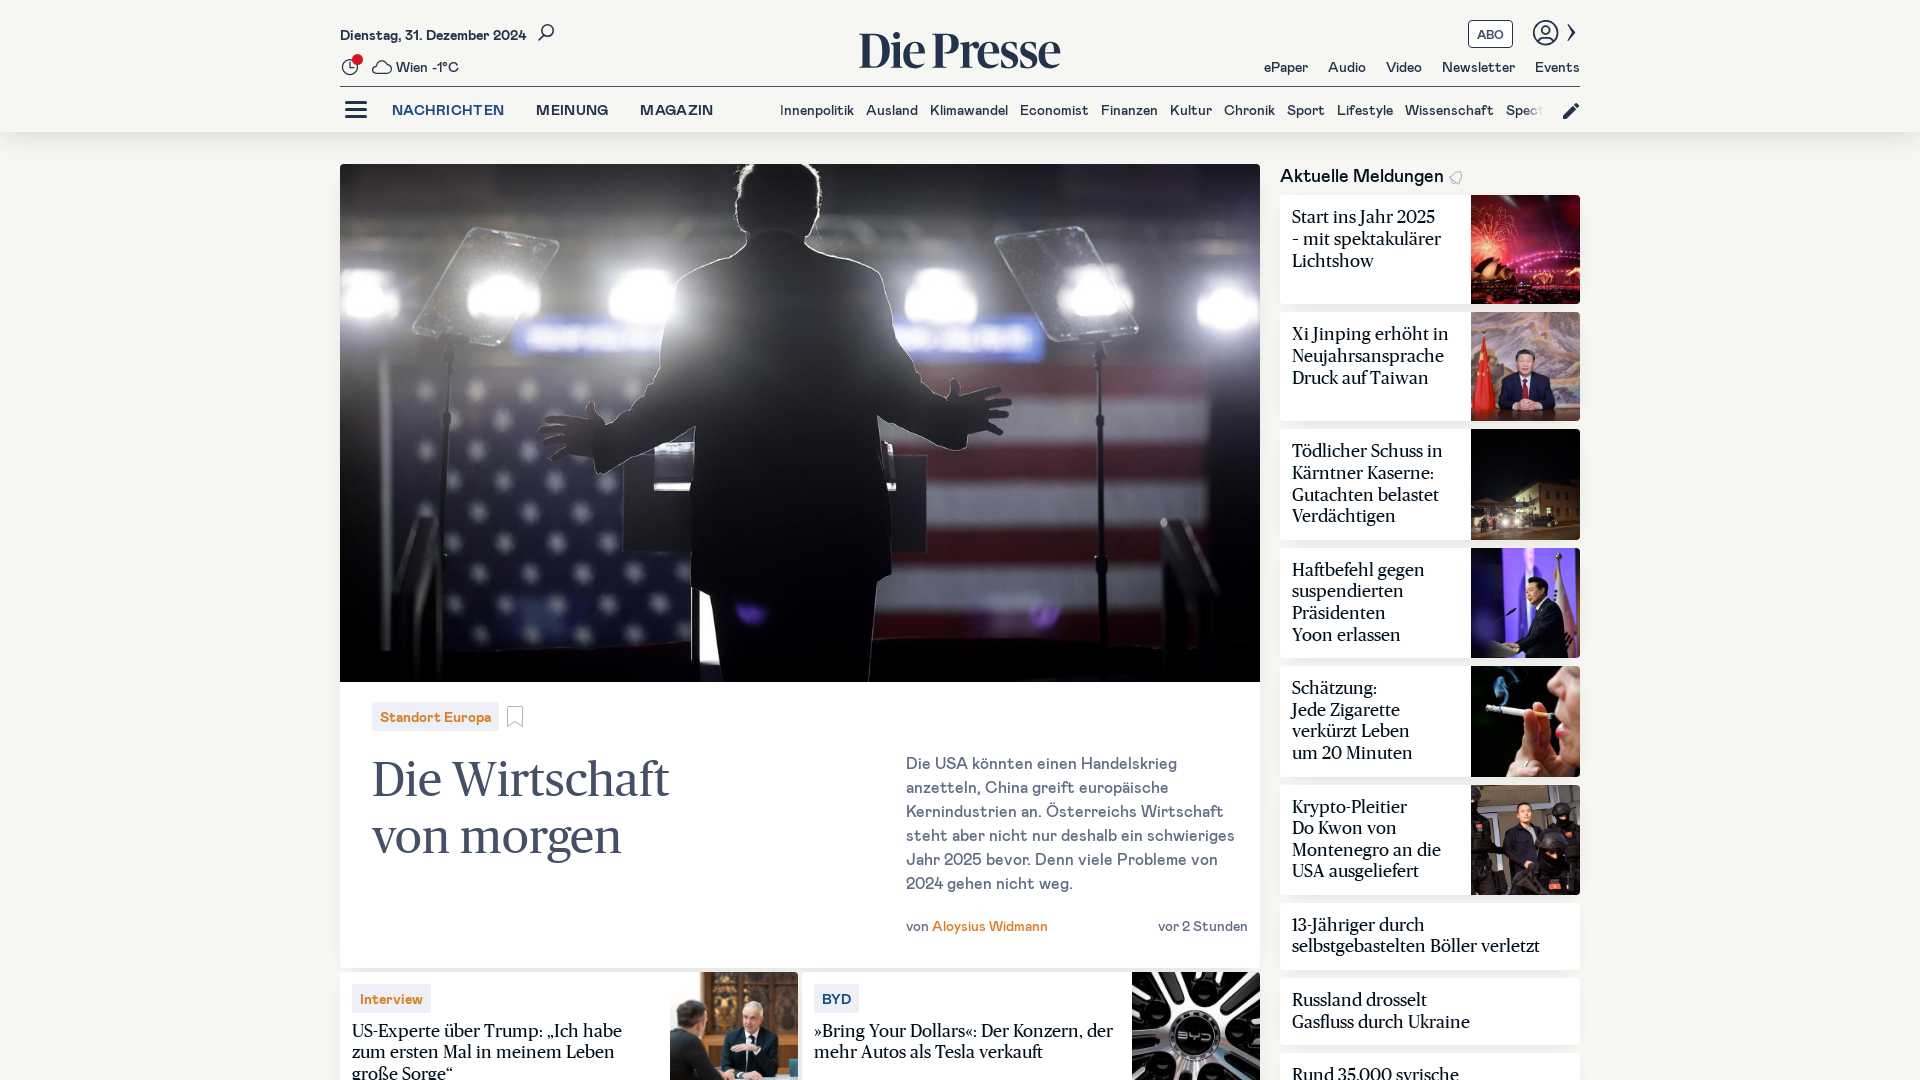 Dienstag, 31. Dezember 2024
Wien -1°C
Die Presse
ABO
ePaper Audio Video Newsletter Events
NACHRICHTEN MEINUNG MAGAZIN
Innenpolitik Ausland Klimawandel Economist Finanzen Kultur Chronik Sport Lifestyle Wissenschaft Spect
Standort Europa
Die Wirtschaft
von morgen
Die USA könnten einen Handelskrieg
anzetteln, China greift europäische
Kernindustrien an. Österreichs Wirtschaft
steht aber nicht nur deshalb ein schwieriges
Jahr 2025 bevor. Denn viele Probleme von
2024 gehen nicht weg.
von Aloysius Widmann
vor 2 Stunden
Interview
US-Experte über Trump: „Ich habe
zum ersten Mal in meinem Leben
große Sorge“
BYD
»Bring Your Dollars«: Der Konzern, der
mehr Autos als Tesla verkauft
BYD
Aktuelle Meldungen
Start ins Jahr 2025
– mit spektakulärer
Lichtshow
Xi Jinping erhöht in
Neujahrsansprache
Druck auf Taiwan
Tödlicher Schuss in
Kärntner Kaserne:
Gutachten belastet
Verdächtigen
Haftbefehl gegen
suspendierten
Präsidenten
Yoon erlassen
Schätzung:
Jede Zigarette
verkürzt Leben
um 20 Minuten
Krypto-Pleitier
Do Kwon von
Montenegro an die
USA ausgeliefert
13-Jähriger durch
selbstgebastelten Böller verletzt
Russland drosselt
Gasfluss durch Ukraine
Rund 35.000 syrische